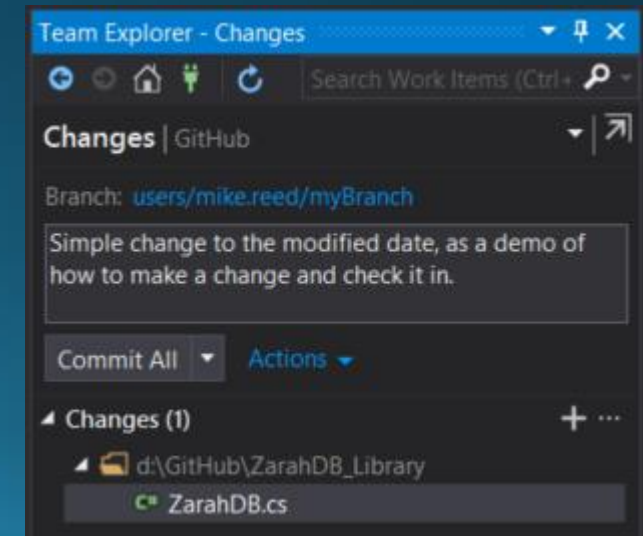 Team Explorer - Changes
Search Work Items (Ctrl+
Changes | GitHub
Branch: users/mike.reed/myBranch
Simple change to the modified date, as a demo of
how to make a change and check it in.
Commit All Actions
Changes (1)
d:\GitHub\ZarahDB_Library
C# ZarahDB.cs